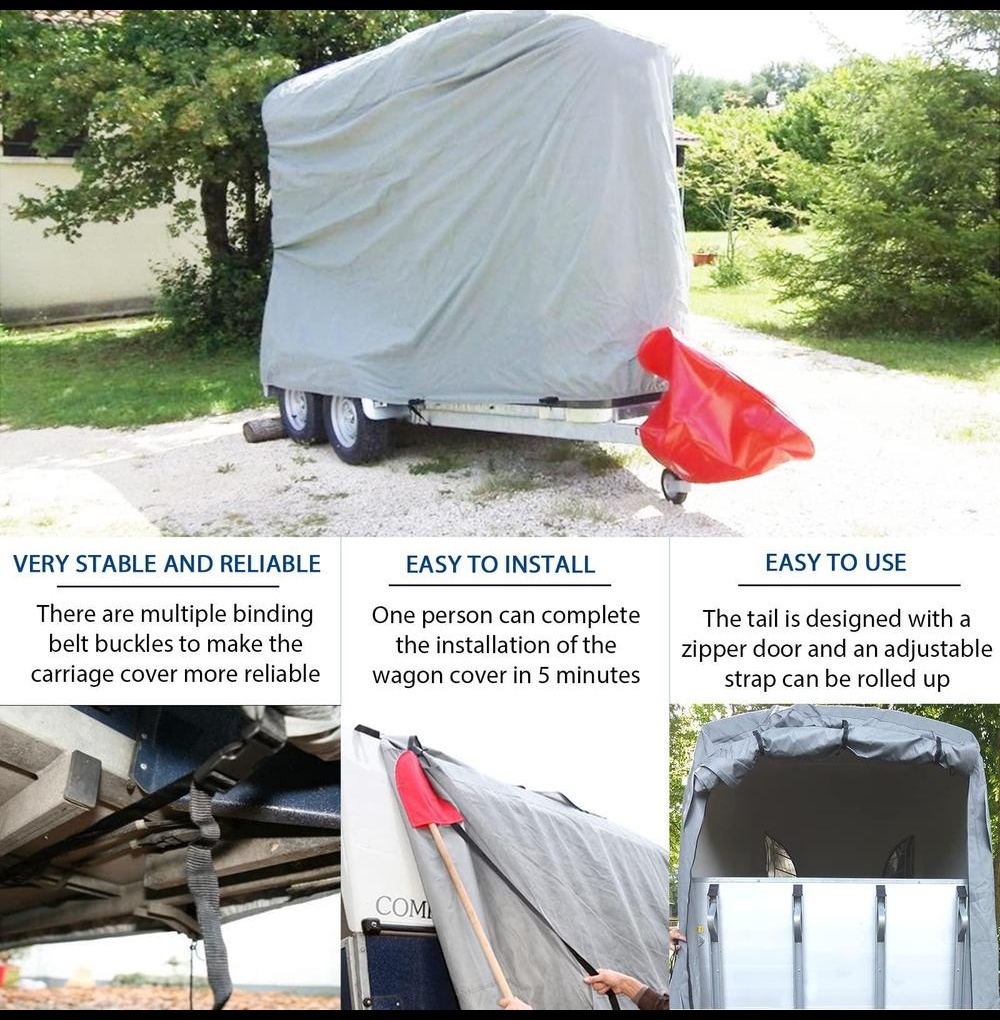 VERY STABLE AND RELIABLE
There are multiple binding
belt buckles to make the
carriage cover more reliable
EASY TO INSTALL
One person can complete
the installation of the
wagon cover in 5 minutes
EASY TO USE
The tail is designed with a
zipper door and an adjustable
strap can be rolled up
COM